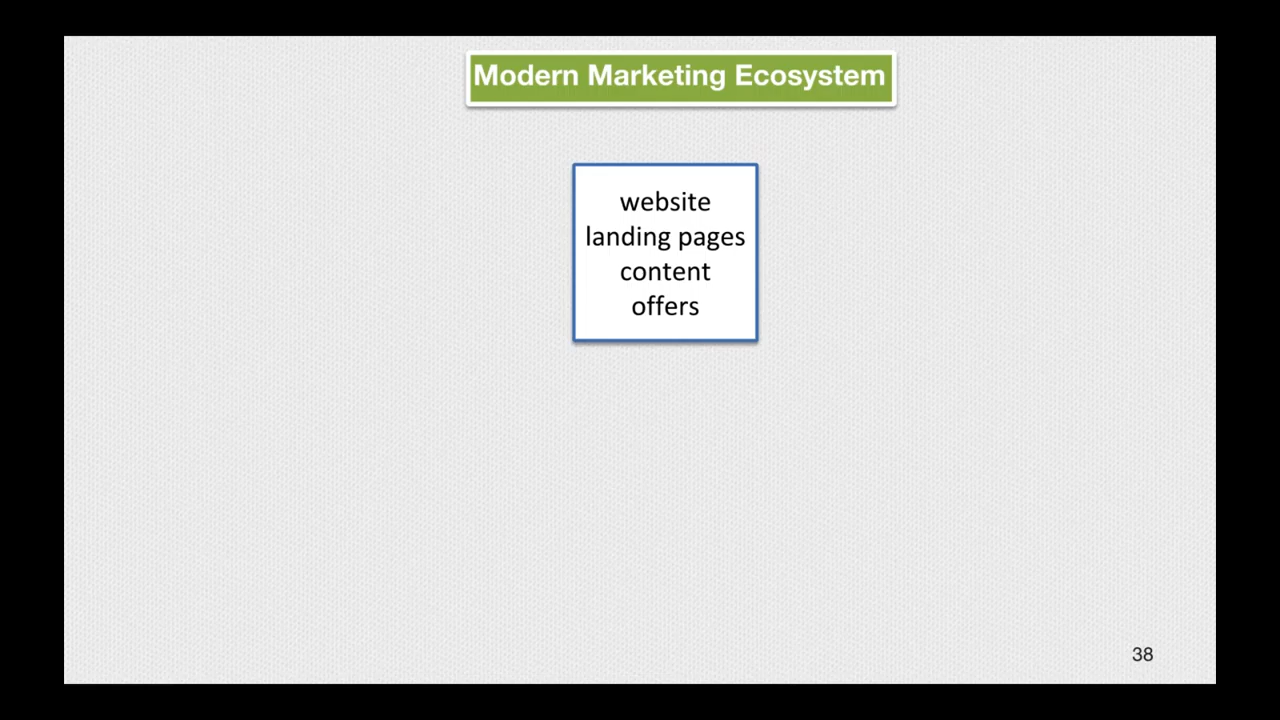 Modern Marketing Ecosystem
website
landing pages
content
offers
38